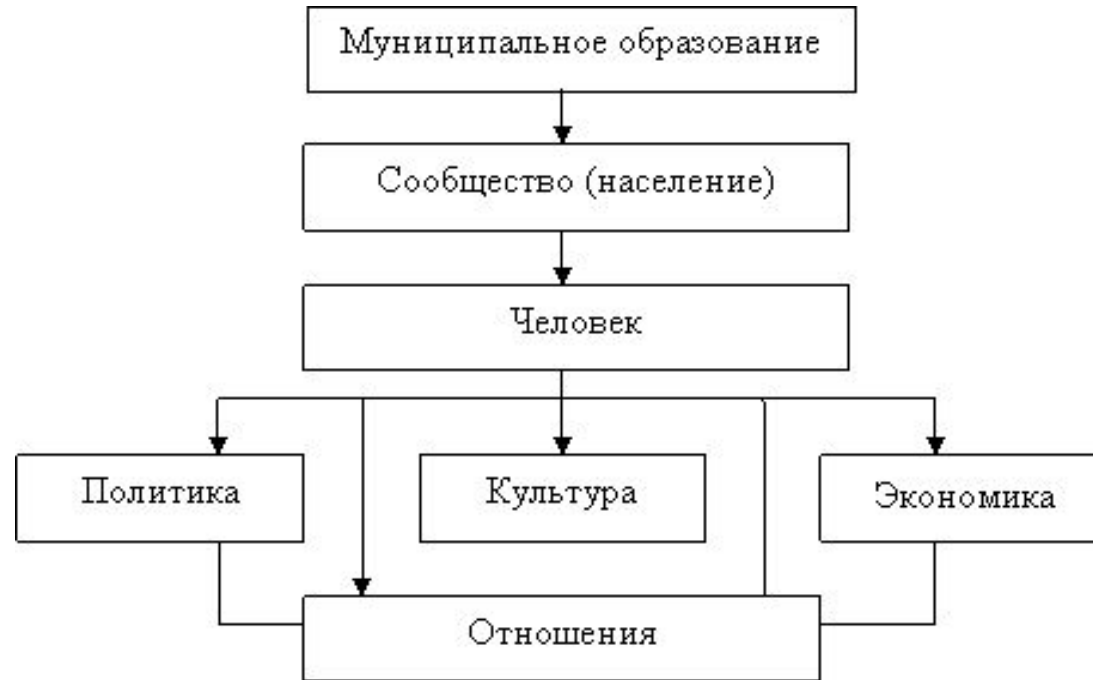 Муниципальное образование
Сообщество (население)
Человек
Политика
Культура
Экономика
Отношения